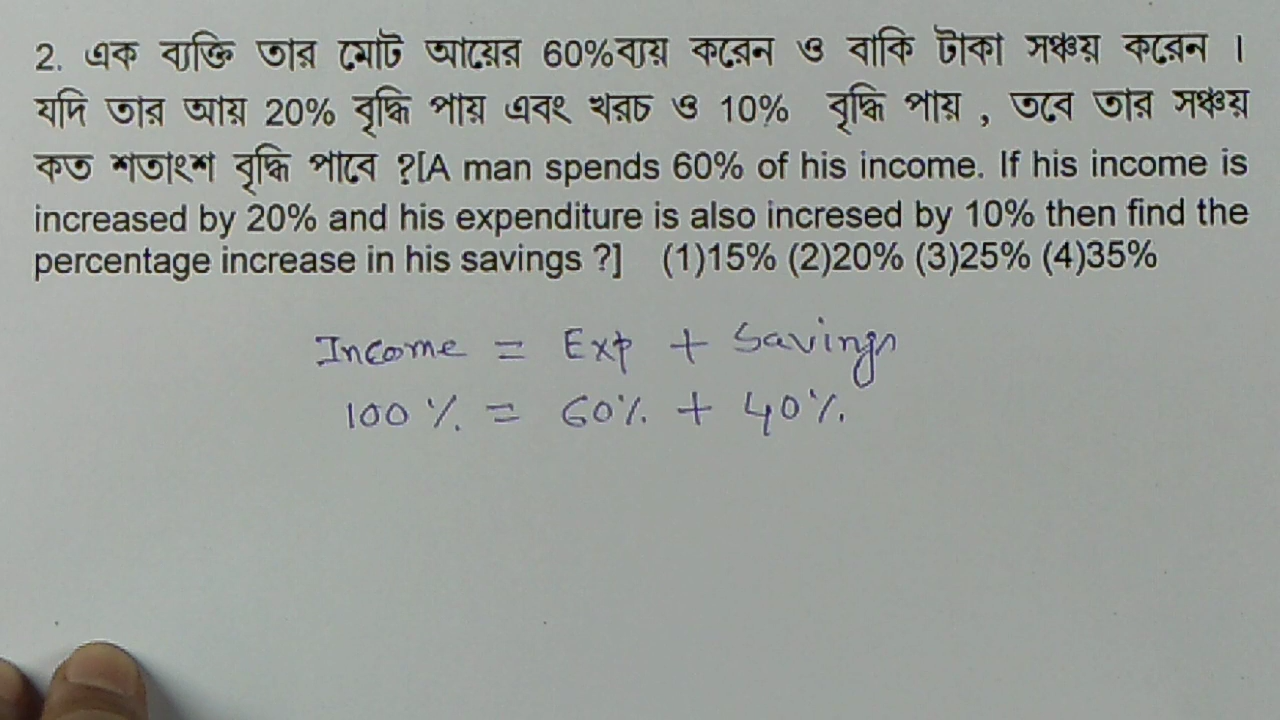 2. এক ব্যক্তি তার মোট আয়ের 60%ব্যয় করেন ও বাকি টাকা সঞ্চয় করেন ।
যদি তার আয় 20% বৃদ্ধি পায় এবং খরচ ও 10% বৃদ্ধি পায় , তবে তার সঞ্চয়
কত শতাংশ বৃদ্ধি পাবে ?[A man spends 60% of his income. If his income is
increased by 20% and his expenditure is also incresed by 10% then find the
percentage increase in his savings ?] (1)15% (2)20% (3)25% (4)35%
Income = Exp + Savings
100% = 60% + 40%